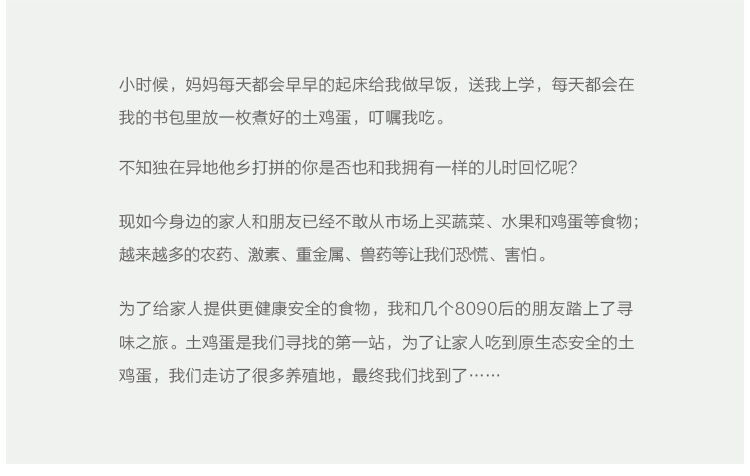 小时候，妈妈每天都会早早的起床给我做早饭，送我上学，每天都会在
我的书包里放一枚煮好的土鸡蛋，叮嘱我吃。
不知独在异地他乡打拼的你是否也和我拥有一样的儿时回忆呢？
现如今身边的家人和朋友已经不敢从市场上买蔬菜、水果和鸡蛋等食物；
越来越多的农药、激素、重金属、兽药等让我们恐慌、害怕。
为了给家人提供更健康安全的食物，我和几个8090后的朋友踏上了寻
味之旅。土鸡蛋是我们寻找的第一站，为了让家人吃到原生态安全的土
鸡蛋，我们走访了很多养殖地，最终我们找到了……